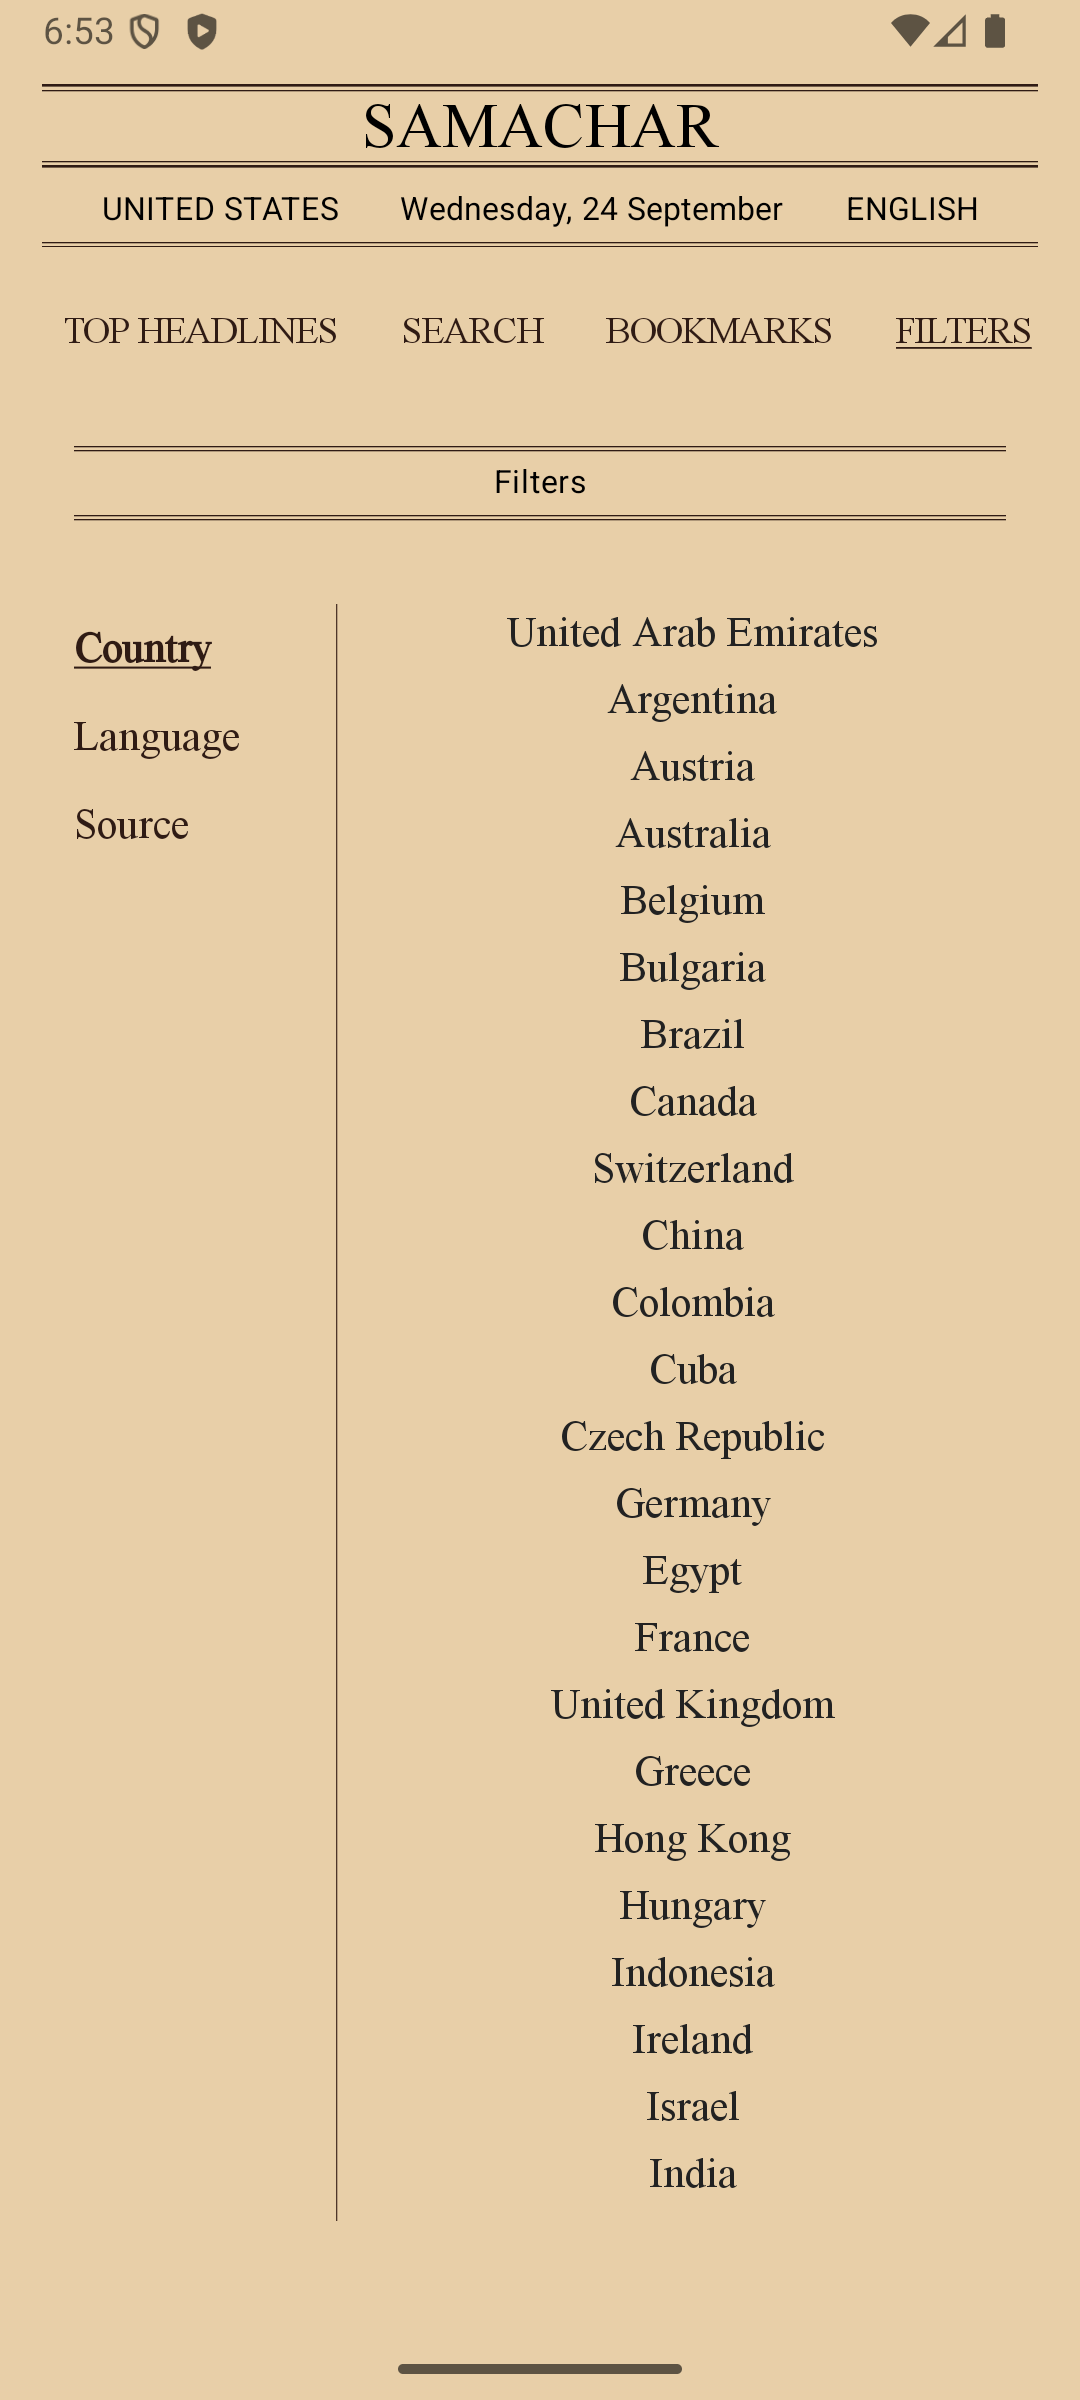 6:53
SAMACHAR
UNITED STATES Wednesday, 24 September ENGLISH
TOP HEADLINES SEARCH BOOKMARKS FILTERS
Filters
Country
Language
Source
United Arab Emirates
Argentina
Austria
Australia
Belgium
Bulgaria
Brazil
Canada
Switzerland
China
Colombia
Cuba
Czech Republic
Germany
Egypt
France
United Kingdom
Greece
Hong Kong
Hungary
Indonesia
Ireland
Israel
India